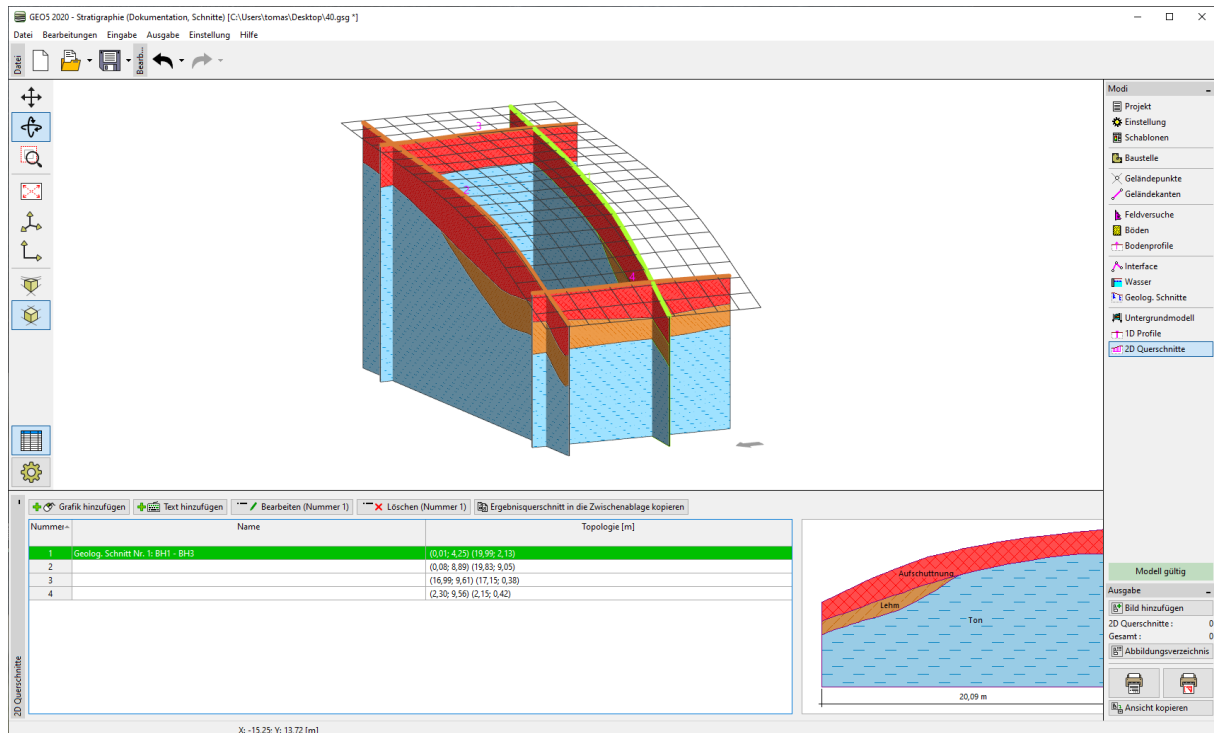 GEO5 2020 - Stratigraphie (Dokumentation, Schnitte) [C:\Users\tomas\Desktop\40.gsg *]
Datei Bearbeitungen Eingabe Ausgabe Einstellung Hilfe
Datei
Bearb...
Modi
Projekt
Einstellung
Schablonen
Baustelle
Geländepunkte
Geländekanten
Feldversuche
Böden
Bodenprofile
Interface
Wasser
Geolog. Schnitte
Untergrundmodell
1D Profile
2D Querschnitte
3
2
4
Grafik hinzufügen Text hinzufügen Bearbeiten (Nummer 1) Löschen (Nummer 1) Ergebnisquerschnitt in die Zwischenablage kopieren
Nummer Name Topologie [m]
1 Geolog. Schnitt Nr. 1: BH1 - BH3 (0,01; 4,25) (19,99; 2,13)
2 (0,08; 8,89) (19,83; 9,05)
3 (16,99; 9,61) (17,15; 0,38)
4 (2,30; 9,56) (2,15; 0,42)
2D Querschnitte
Aufschuttnung
Lehm
Ton
20,09 m
Modell gültig
Ausgabe
Bild hinzufügen
2D Querschnitte : 0
Gesamt : 0
Abbildungsverzeichnis
Ansicht kopieren
X: -15,25; Y: 13,72 [m]